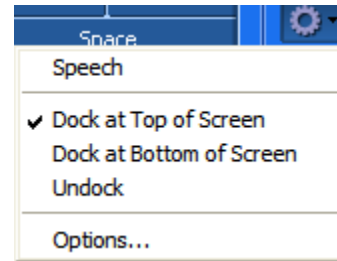 Space
Speech
Dock at Top of Screen
Dock at Bottom of Screen
Undock
Options...